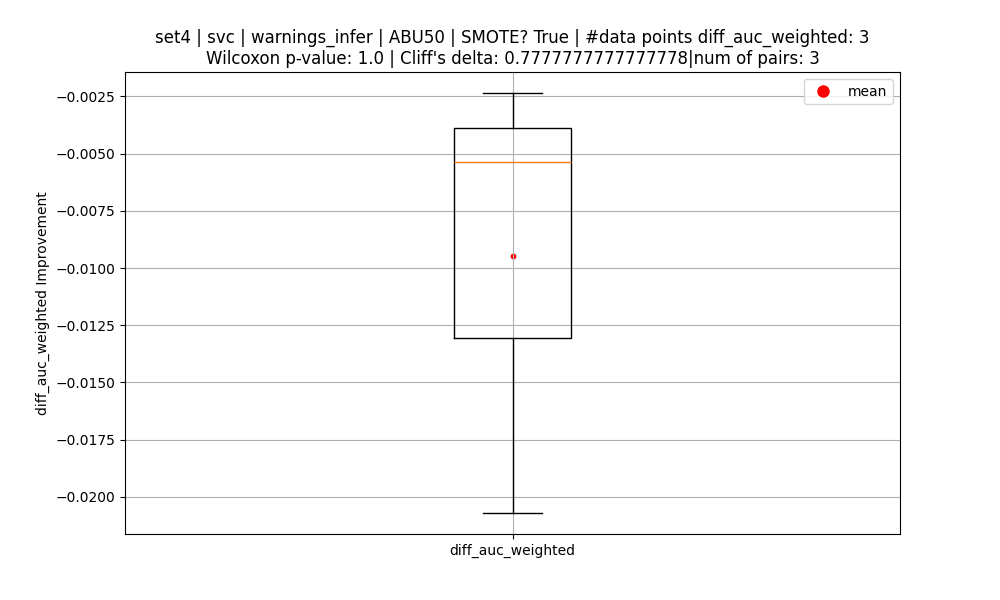 set4 | svc | warnings_infer | ABU50 | SMOTE? True | #data points diff_auc_weighted: 3
Wilcoxon p-value: 1.0 | Cliff's delta: 0.7777777777777778|num of pairs: 3
mean
−0.0025
−0.0050
−0.0075
−0.0100
−0.0125
−0.0150
−0.0175
−0.0200
diff_auc_weighted Improvement
diff_auc_weighted